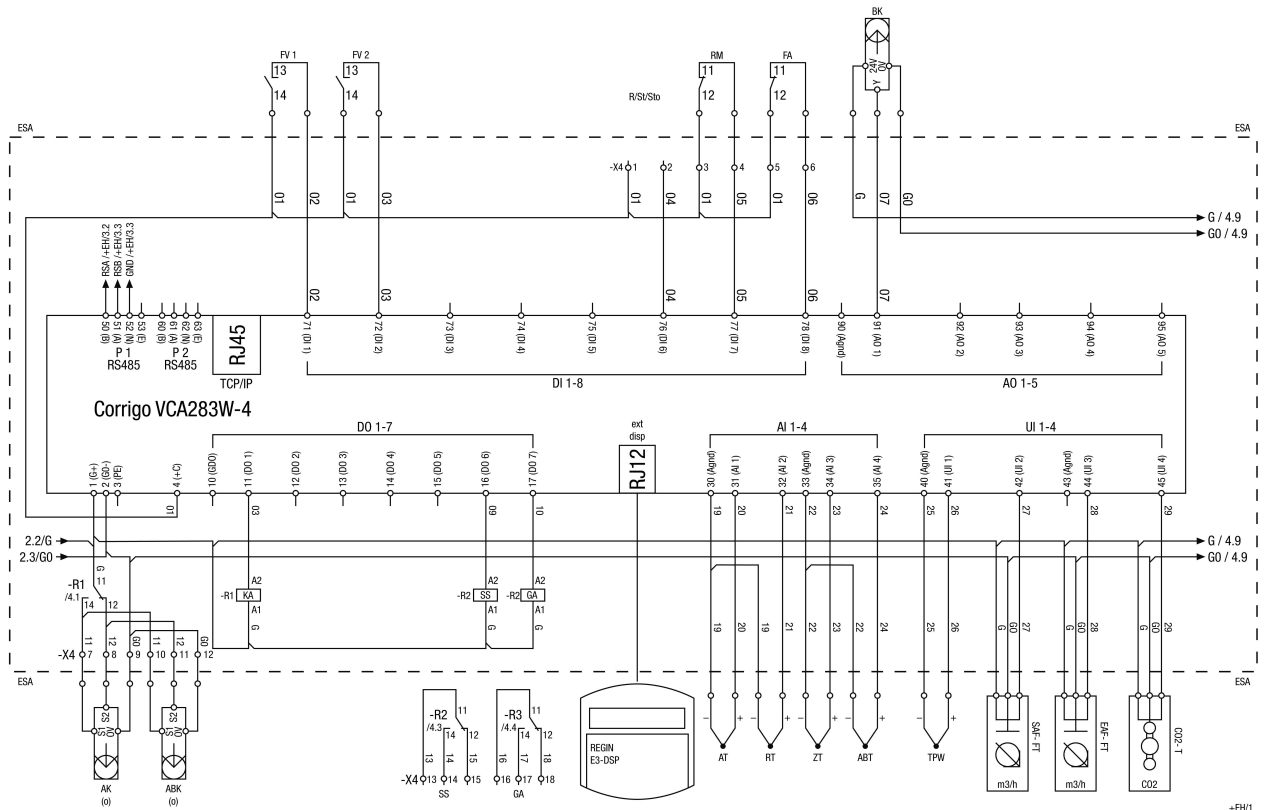 BK
FV 1
FV 2
RM
FA
13
13
11
11
24V
0V
Y
14
14
12
12
R/St/Sto
ESA
ESA
-X4 1
2
3
4
5
6
01
02
01
03
01
04
01
05
01
06
G
07
G0
G / 4.9
G0 / 4.9
RSA /+EH/3.2
RSB /+EH/3.3
GND /+EH/3.3
02
03
04
05
06
07
50 (B)
51 (A)
52 (N)
53 (E)
60 (B)
61 (A)
62 (N)
63 (E)
RJ45
71 (DI 1)
72 (DI 2)
73 (DI 3)
74 (DI 4)
75 (DI 5)
76 (DI 6)
77 (DI 7)
78 (DI 8)
90 (Agnd)
91 (AO 1)
92 (AO 2)
93 (AO 3)
94 (AO 4)
95 (AO 5)
P 1
RS485
P 2
RS485
TCP/IP
DI 1-8
AO 1-5
Corrigo VCA283W-4
DO 1-7
ext
disp
AI 1-4
UI 1-4
1 (G+)
2 (G0-)
3 (PE)
4 (+C)
10 (GDO)
11 (DO 1)
12 (DO 2)
13 (DO 3)
14 (DO 4)
15 (DO 5)
16 (DO 6)
17 (DO 7)
RJ12
30 (Agnd)
31 (AI 1)
32 (AI 2)
33 (Agnd)
34 (AI 3)
35 (AI 4)
40 (Agnd)
41 (UI 1)
42 (UI 2)
43 (Agnd)
44 (UI 3)
45 (UI 4)
01
03
09
10
19
20
21
22
23
24
25
26
27
28
29
2.2/G
2.3/G0
G / 4.9
G0 / 4.9
G
-R1
/4.1
11
14
12
A2
-R1 KA
A1
G
A2
-R2 SS
A1
G
A2
-R2 GA
A1
G
11
12
G0
11
12
G0
-X4 7
8
9
10
11
12
19
20
19
21
22
23
22
24
25
26
G
G0
27
G
G0
28
G
G0
29
ESA
ESA
S1
S2
0V
S1
S2
0V
AK
(o)
ABK
(o)
-R2
/4.3
11
14
12
13
14
15
-X4 13
14
15
SS
-R3
/4.4
11
14
12
16
17
18
16
17
18
GA
REGIN
E3-DSP
–
+
AT
–
+
RT
–
+
ZT
–
+
ABT
–
+
TPW
SAF- FT
m3/h
EAF- FT
m3/h
CO2- T
CO2
+EH/1